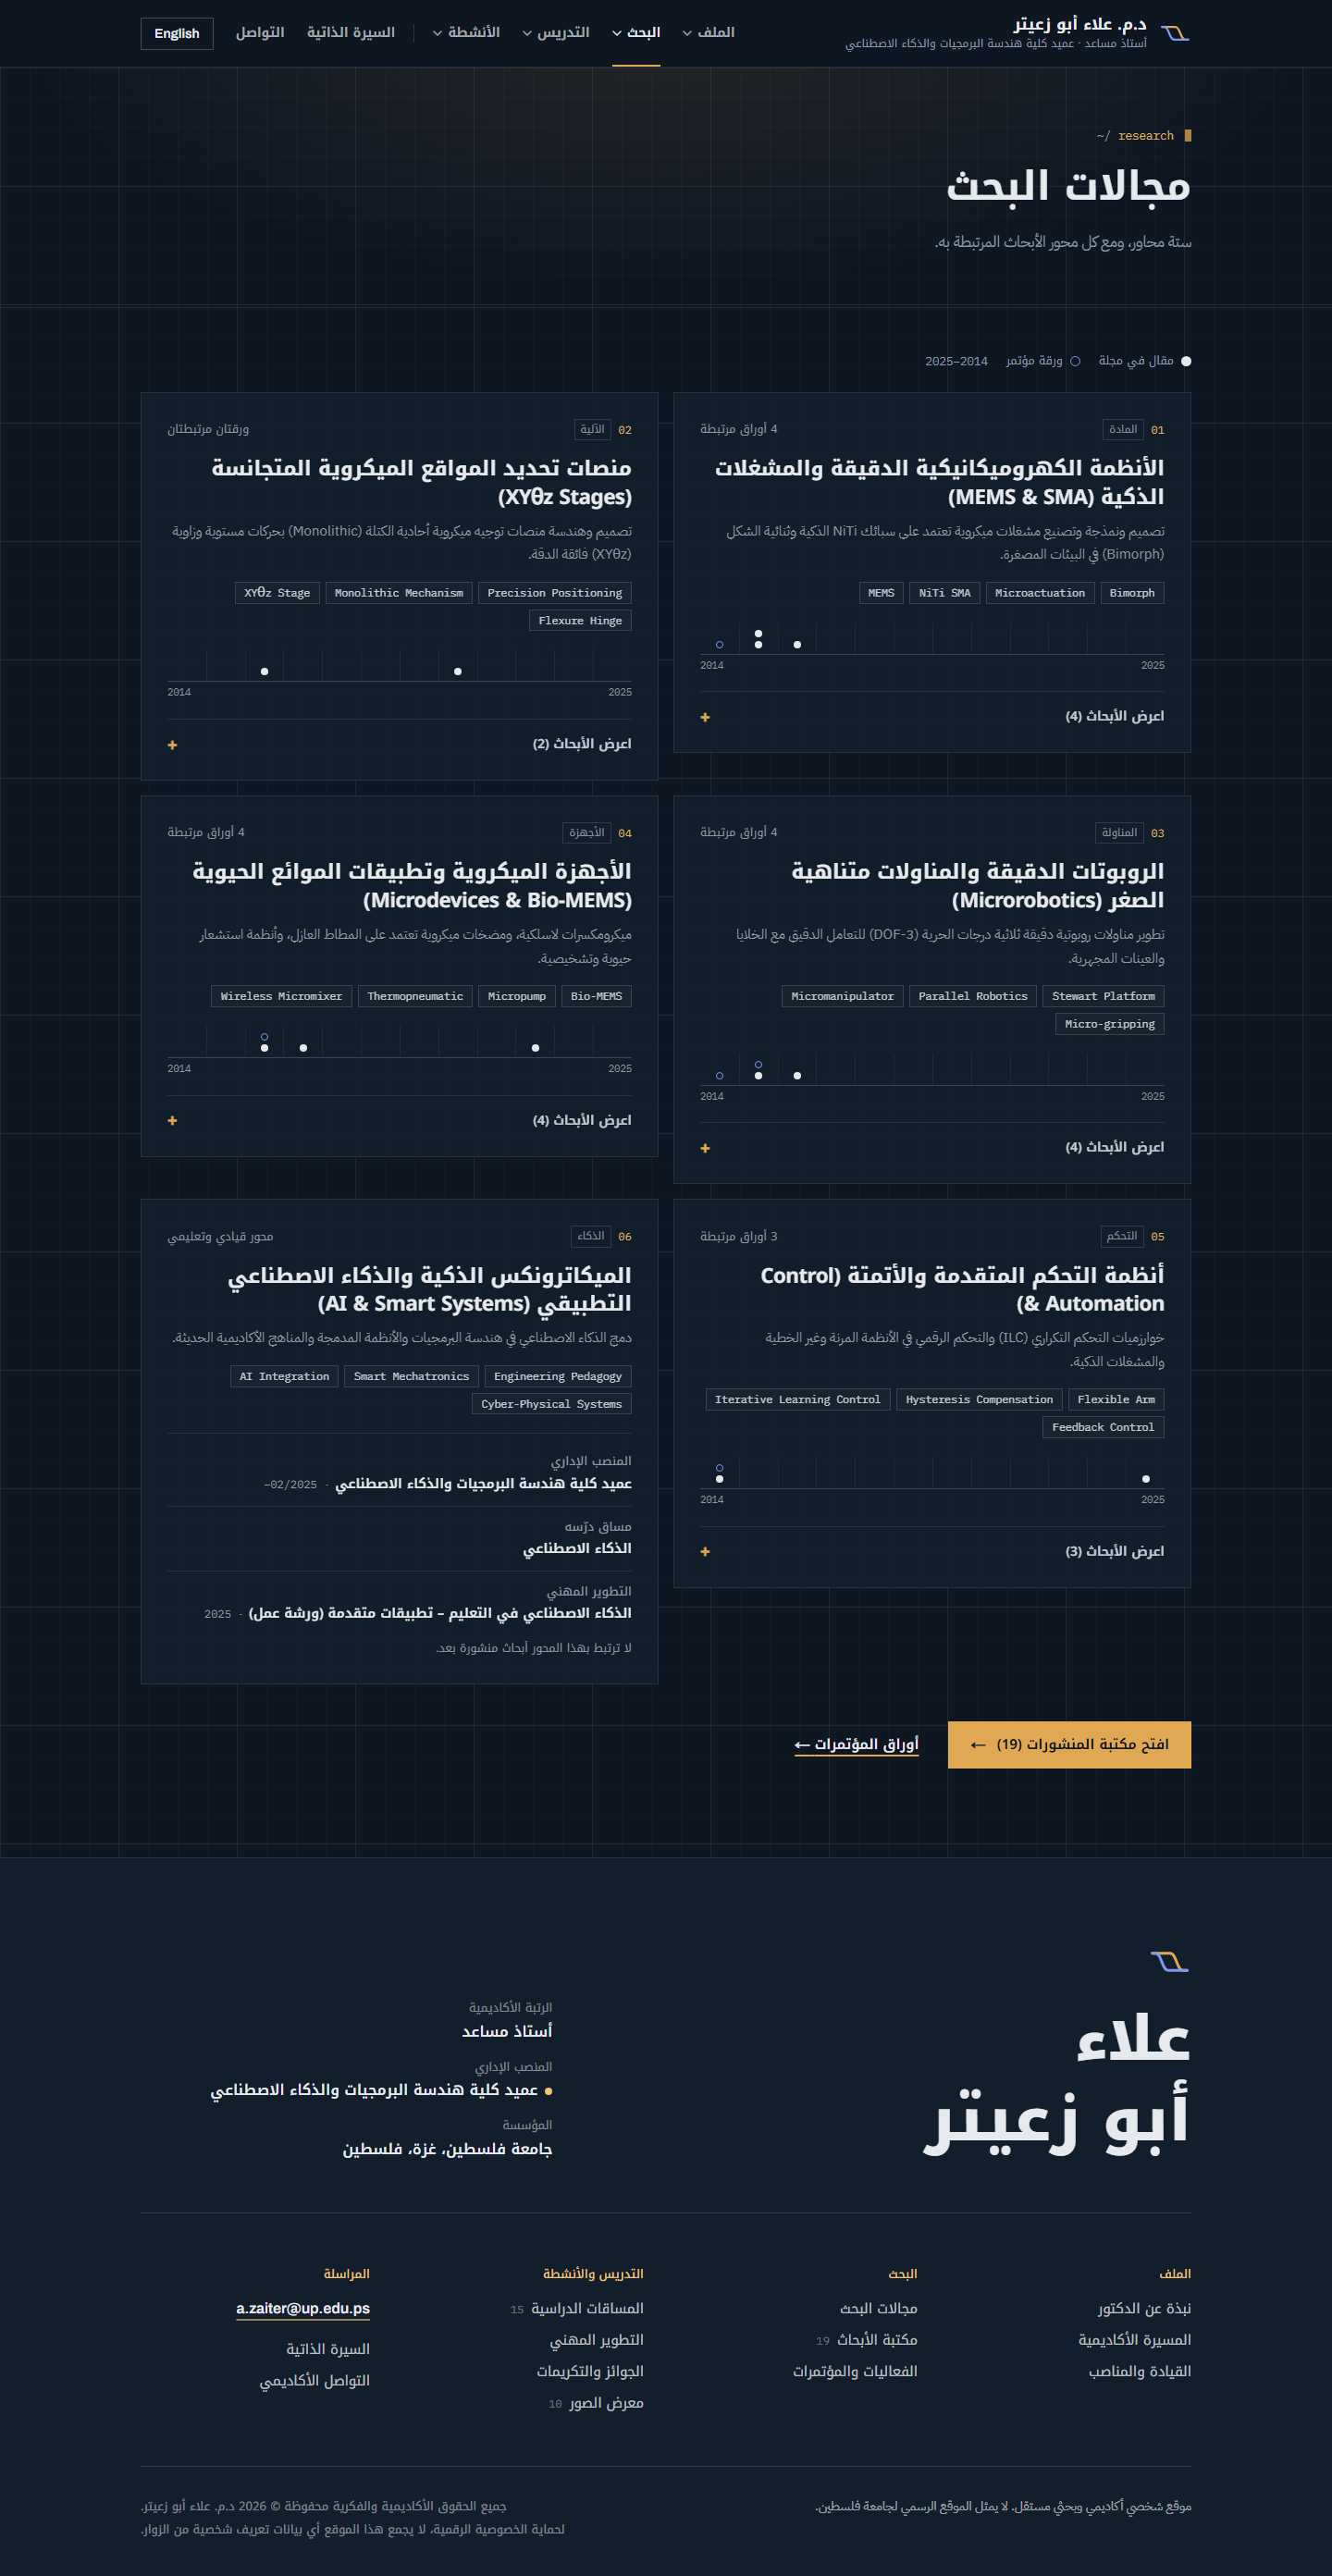 د.م. علاء أبو زعيتر
أستاذ مساعد · عميد كلية هندسة البرمجيات والذكاء الاصطناعي
الملف
البحث
التدريس
الأنشطة
السيرة الذاتية
التواصل
English
~/ research
مجالات البحث
ستة محاور، ومع كل محور الأبحاث المرتبطة به.
مقال في مجلة
ورقة مؤتمر
2014–2025
01 المادة
4 أوراق مرتبطة
الأنظمة الكهروميكانيكية الدقيقة والمشغلات
الذكية (MEMS & SMA)
تصميم ونمذجة وتصنيع مشغلات ميكروية تعتمد على سبائك NiTi الذكية وثنائية الشكل
(Bimorph) في البيئات المصغرة.
Bimorph
Microactuation
NiTi SMA
MEMS
2014
2025
اعرض الأبحاث (4)
+
02 الآلية
ورقتان مرتبطتان
منصات تحديد المواقع الميكروية المتجانسة
(XYθz Stages)
تصميم وهندسة منصات توجيه ميكروية أحادية الكتلة (Monolithic) بحركات مستوية وزاوية
(XYθz) فائقة الدقة.
Precision Positioning
Monolithic Mechanism
XYθz Stage
Flexure Hinge
2014
2025
اعرض الأبحاث (2)
+
03 المناولة
4 أوراق مرتبطة
الروبوتات الدقيقة والمناولات متناهية
الصغر (Microrobotics)
تطوير مناولات روبوتية دقيقة ثلاثية درجات الحرية (3-DOF) للتعامل الدقيق مع الخلايا
والعينات المجهرية.
Stewart Platform
Parallel Robotics
Micromanipulator
Micro-gripping
2014
2025
اعرض الأبحاث (4)
+
04 الأجهزة
4 أوراق مرتبطة
الأجهزة الميكروية وتطبيقات الموائع الحيوية
(Microdevices & Bio-MEMS)
ميكرومكسرات لاسلكية، ومضخات ميكروية تعتمد على المطاط العازل، وأنظمة استشعار
حيوية وتشخيصية.
Bio-MEMS
Micropump
Thermopneumatic
Wireless Micromixer
2014
2025
اعرض الأبحاث (4)
+
05 التحكم
3 أوراق مرتبطة
أنظمة التحكم المتقدمة والأتمتة (Control
& Automation)
خوارزميات التحكم التكراري (ILC) والتحكم الرقمي في الأنظمة المرنة وغير الخطية
والمشغلات الذكية.
Flexible Arm
Hysteresis Compensation
Iterative Learning Control
Feedback Control
2014
2025
اعرض الأبحاث (3)
+
06 الذكاء
محور قيادي وتعليمي
الميكاترونكس الذكية والذكاء الاصطناعي
التطبيقي (AI & Smart Systems)
دمج الذكاء الاصطناعي في هندسة البرمجيات والأنظمة المدمجة والمناهج الأكاديمية الحديثة.
Engineering Pedagogy
Smart Mechatronics
AI Integration
Cyber-Physical Systems
المنصب الإداري
عميد كلية هندسة البرمجيات والذكاء الاصطناعي · 02/2025–
مساق درّسه
الذكاء الاصطناعي
التطوير المهني
الذكاء الاصطناعي في التعليم – تطبيقات متقدمة (ورشة عمل) · 2025
لا ترتبط بهذا المحور أبحاث منشورة بعد.
افتح مكتبة المنشورات (19) ←
أوراق المؤتمرات ←
علاء
أبو زعيتر
الرتبة الأكاديمية
أستاذ مساعد
المنصب الإداري
عميد كلية هندسة البرمجيات والذكاء الاصطناعي
المؤسسة
جامعة فلسطين، غزة، فلسطين
الملف
نبذة عن الدكتور
المسيرة الأكاديمية
القيادة والمناصب
البحث
مجالات البحث
مكتبة الأبحاث 19
الفعاليات والمؤتمرات
التدريس والأنشطة
المساقات الدراسية 15
التطوير المهني
الجوائز والتكريمات
معرض الصور 10
المراسلة
a.zaiter@up.edu.ps
السيرة الذاتية
التواصل الأكاديمي
موقع شخصي أكاديمي وبحثي مستقل. لا يمثل الموقع الرسمي لجامعة فلسطين.
جميع الحقوق الأكاديمية والفكرية محفوظة © 2026 د.م. علاء أبو زعيتر.
لحماية الخصوصية الرقمية، لا يجمع هذا الموقع أي بيانات تعريف شخصية من الزوار.